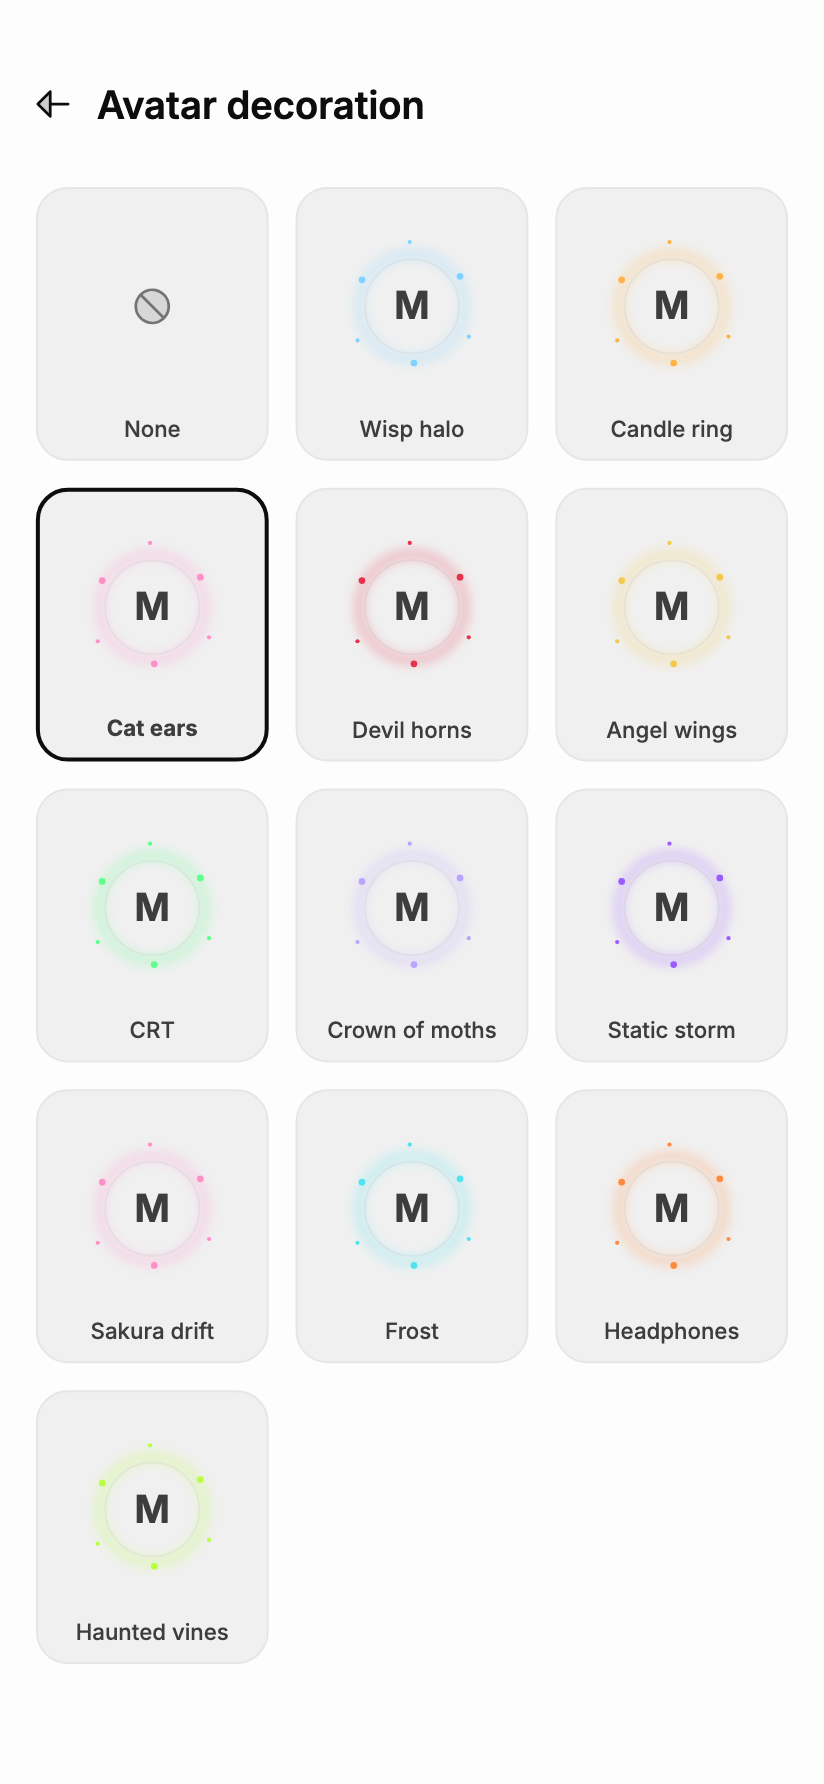 Avatar decoration
None
M
Wisp halo
M
Candle ring
M
Cat ears
M
Devil horns
M
Angel wings
M
CRT
M
Crown of moths
M
Static storm
M
Sakura drift
M
Frost
M
Headphones
M
Haunted vines